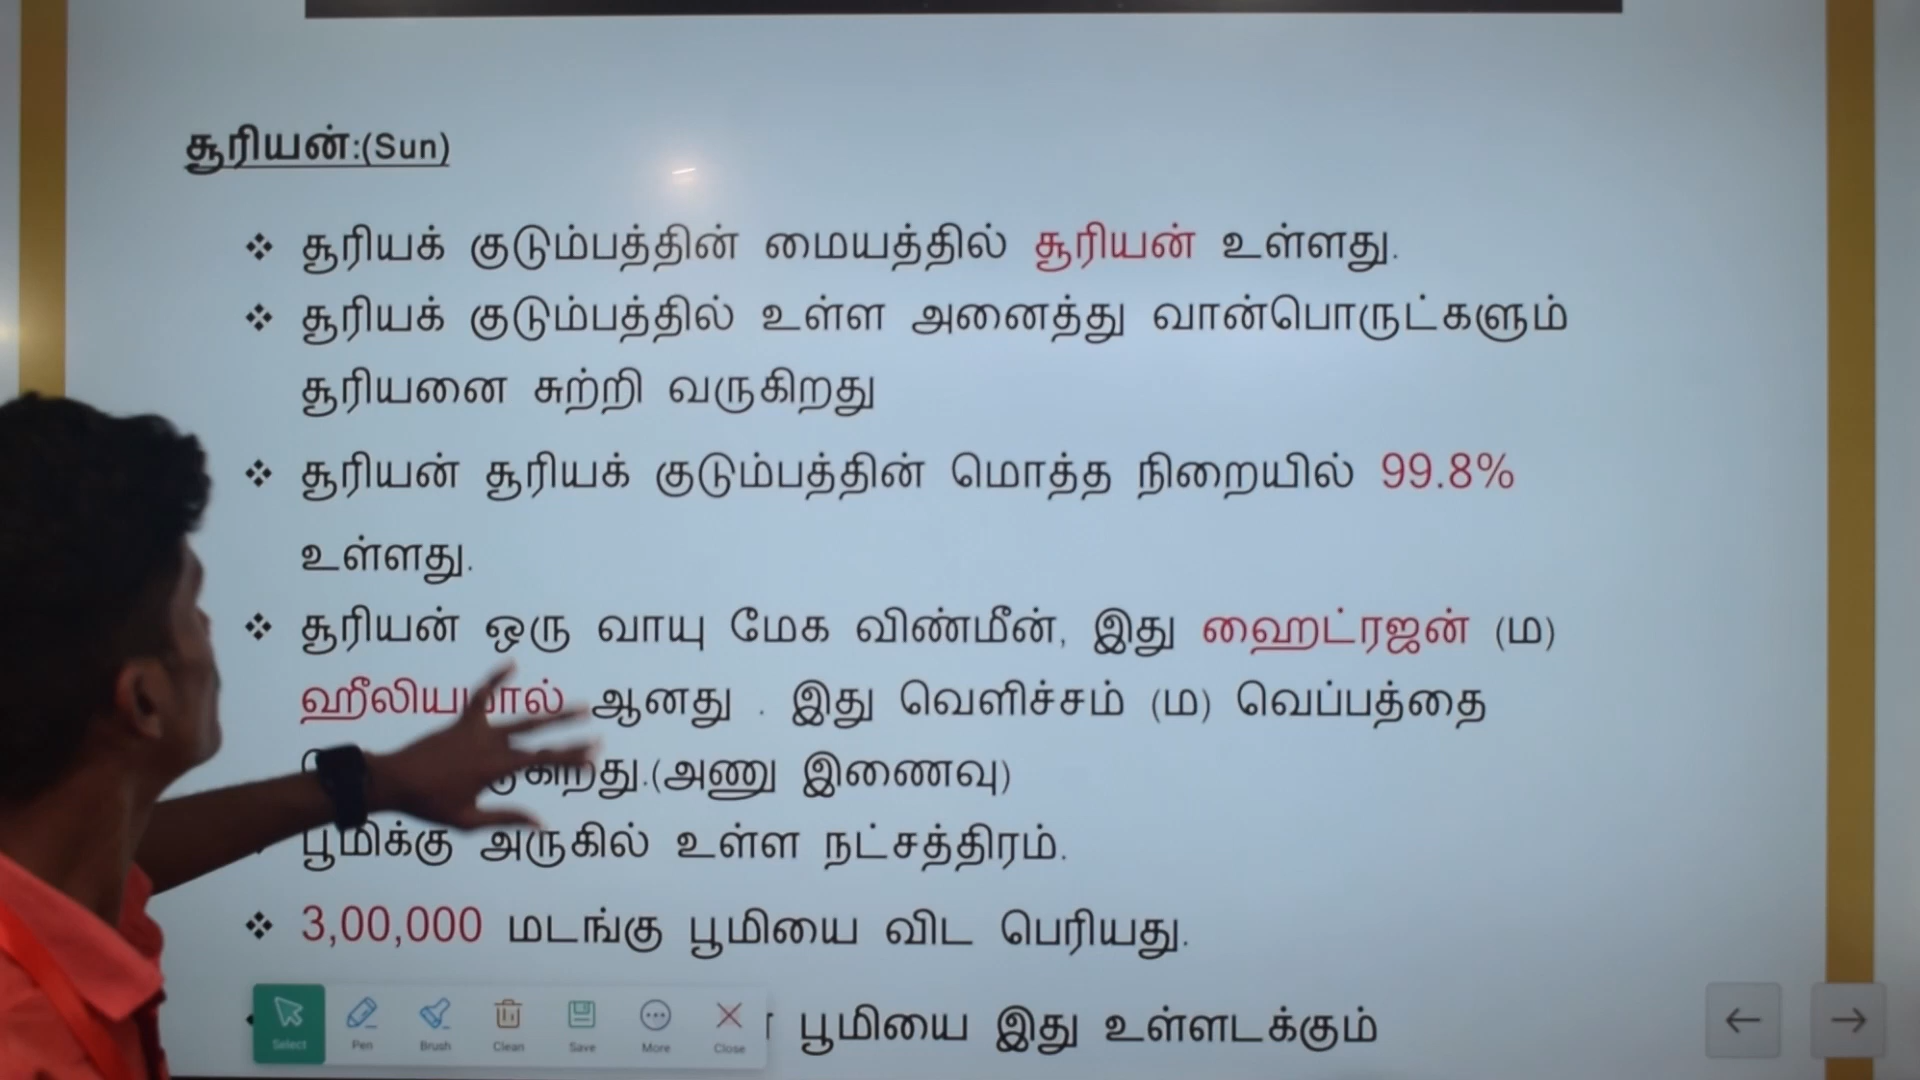 சூரியன்:(Sun)
❖ சூரியக் குடும்பத்தின் மையத்தில் சூரியன் உள்ளது.
❖ சூரியக் குடும்பத்தில் உள்ள அனைத்து வான்பொருட்களும்
சூரியனை சுற்றி வருகிறது
❖ சூரியன் சூரியக் குடும்பத்தின் மொத்த நிறையில் 99.8%
உள்ளது.
❖ சூரியன் ஒரு வாயு மேக விண்மீன், இது ஹைட்ரஜன் (ம)
ஹீலியமால் ஆனது . இது வெளிச்சம் (ம) வெப்பத்தை
(அணு இணைவு)
பூமிக்கு அருகில் உள்ள நட்சத்திரம்.
❖ 3,00,000 மடங்கு பூமியை விட பெரியது.
பூமியை இது உள்ளடக்கும்
Select Pen Brush Clean Save More Close